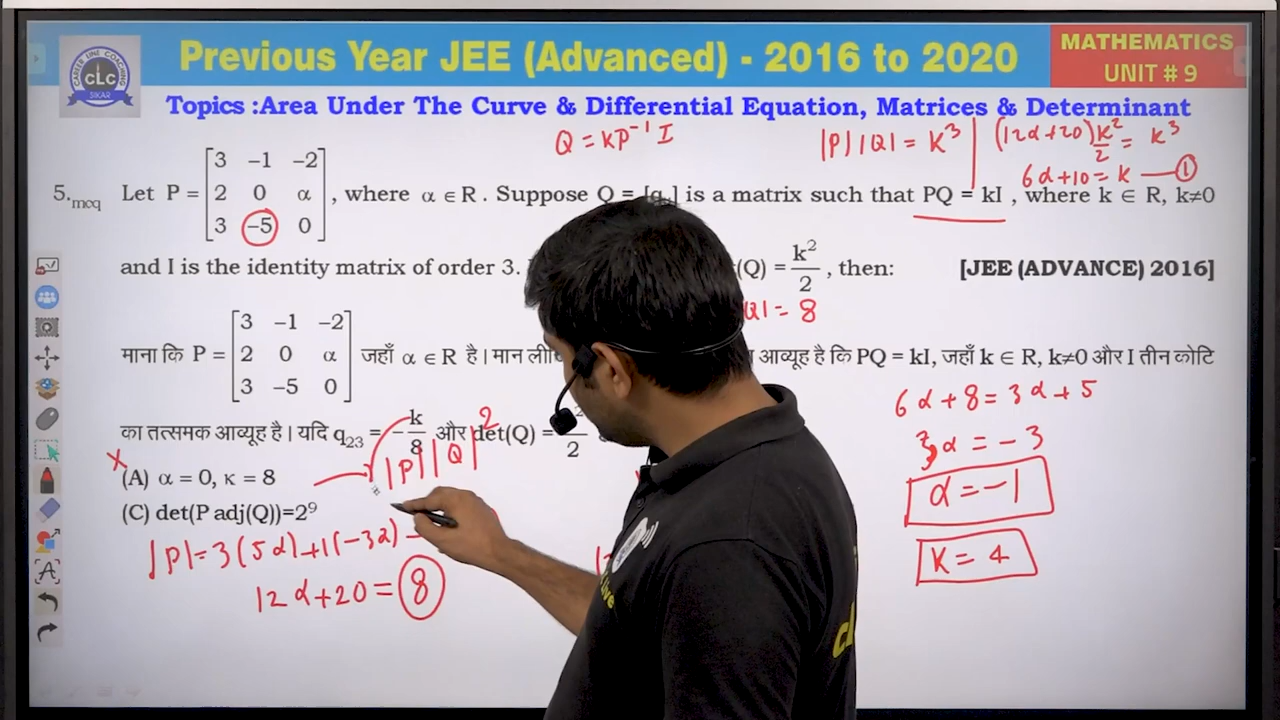 Previous Year JEE (Advanced) - 2016 to 2020
MATHEMATICS
UNIT # 9
CAREER LINE COACHING
CLC
SIKAR
Topics :Area Under The Curve & Differential Equation, Matrices & Determinant
Q = KP⁻¹ I
|P| |Q| = K³
(12α+20) K²/2 = K³
6α+10 = K — ①
5.mcq Let P = [3 −1 −2; 2 0 α; 3 −5 0], where α ∈ R. Suppose Q = [q ] is a matrix such that PQ = kI , where k ∈ R, k≠0
and I is the identity matrix of order 3. (Q) = k²/2 , then: [JEE (ADVANCE) 2016]
Q| = 8
माना कि P = [3 −1 −2; 2 0 α; 3 −5 0] जहाँ α ∈ R है। मान आव्यूह है कि PQ = kI, जहाँ k ∈ R, k≠0 और I तीन कोटि
6α+8 = 3α+5
3α = −3
α = −1
K = 4
का तत्समक आव्यूह है। यदि q₂₃ = −k/8 और det(Q) = 2
|P| |Q|²
(A) α = 0, κ = 8
(C) det(P adj(Q))=2⁹
|P| = 3(5α)+1(−3α) −
12α+20 = 8